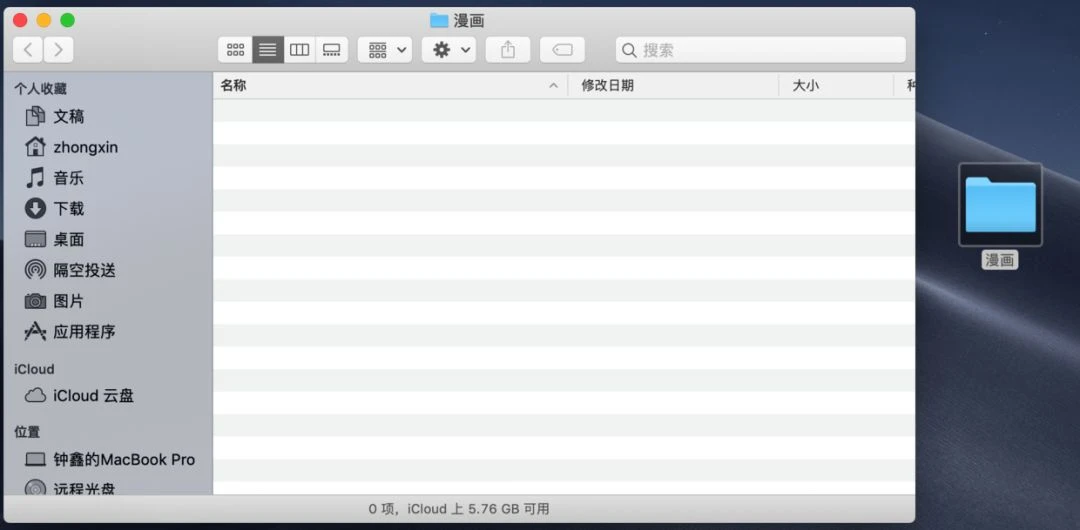 漫画
搜索
个人收藏
名称
修改日期
大小
文稿
zhongxin
音乐
下载
桌面
隔空投送
图片
应用程序
iCloud
iCloud 云盘
位置
钟鑫的MacBook Pro
远程光盘
0 项，iCloud 上 5.76 GB 可用
漫画